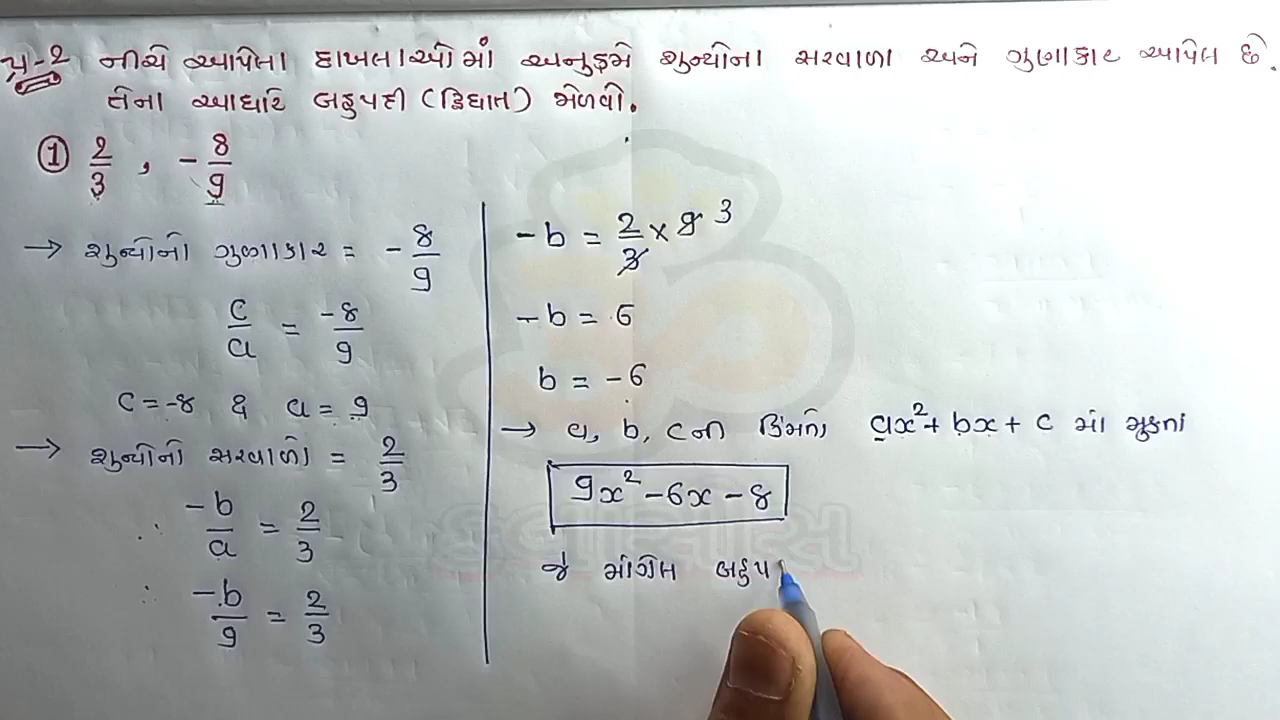 પ્ર-2 નીચે આપેલા દાખલાઓમાં અનુક્રમે શુન્યોના સરવાળા અને ગુણાકાર આપેલ છે.
તેના આધારે બહુપદી (દ્વિઘાત) મેળવો.
① 2/3 , - 8/9
→ શુન્યોનો ગુણાકાર = - 8/9
c/a = -8/9
c = -8 & a = 9
→ શુન્યોનો સરવાળો = 2/3
∴ -b/a = 2/3
∴ -b/9 = 2/3
-b = 2/3 × 9 3
-b = 6
b = -6
→ a, b, c ની કિંમતો ax² + bx + c માં મુકતાં
9x² - 6x - 8
જે માંગેલ બહુપ